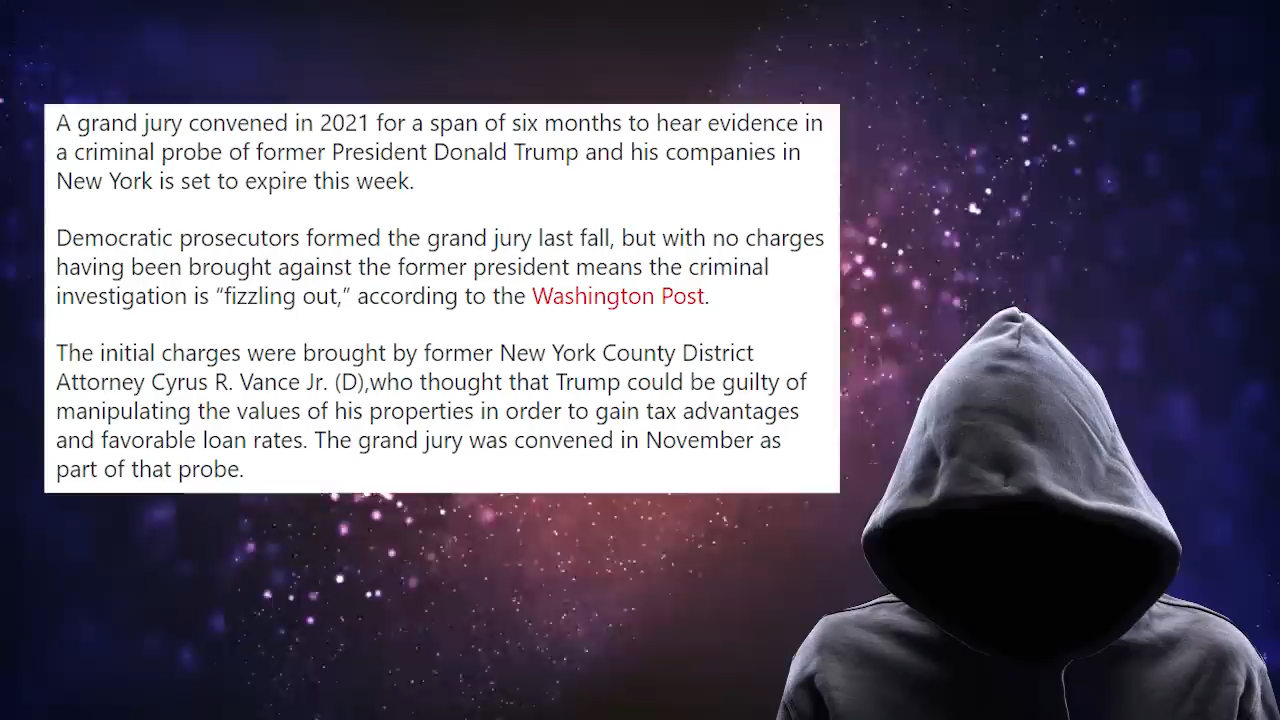 A grand jury convened in 2021 for a span of six months to hear evidence in
a criminal probe of former President Donald Trump and his companies in
New York is set to expire this week.
Democratic prosecutors formed the grand jury last fall, but with no charges
having been brought against the former president means the criminal
investigation is “fizzling out,” according to the Washington Post.
The initial charges were brought by former New York County District
Attorney Cyrus R. Vance Jr. (D),who thought that Trump could be guilty of
manipulating the values of his properties in order to gain tax advantages
and favorable loan rates. The grand jury was convened in November as
part of that probe.